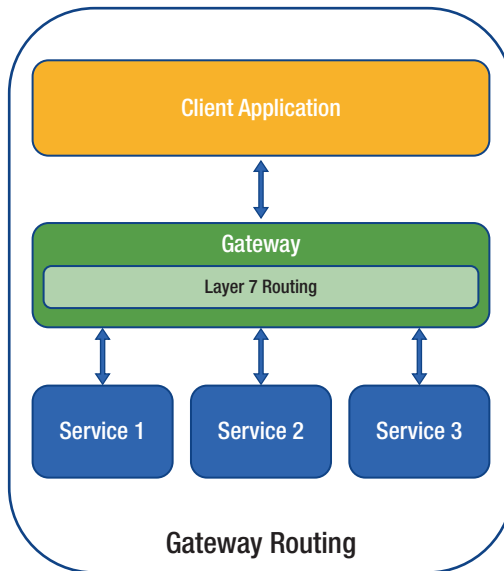 Client Application
Gateway
Layer 7 Routing
Service 1
Service 2
Service 3
Gateway Routing